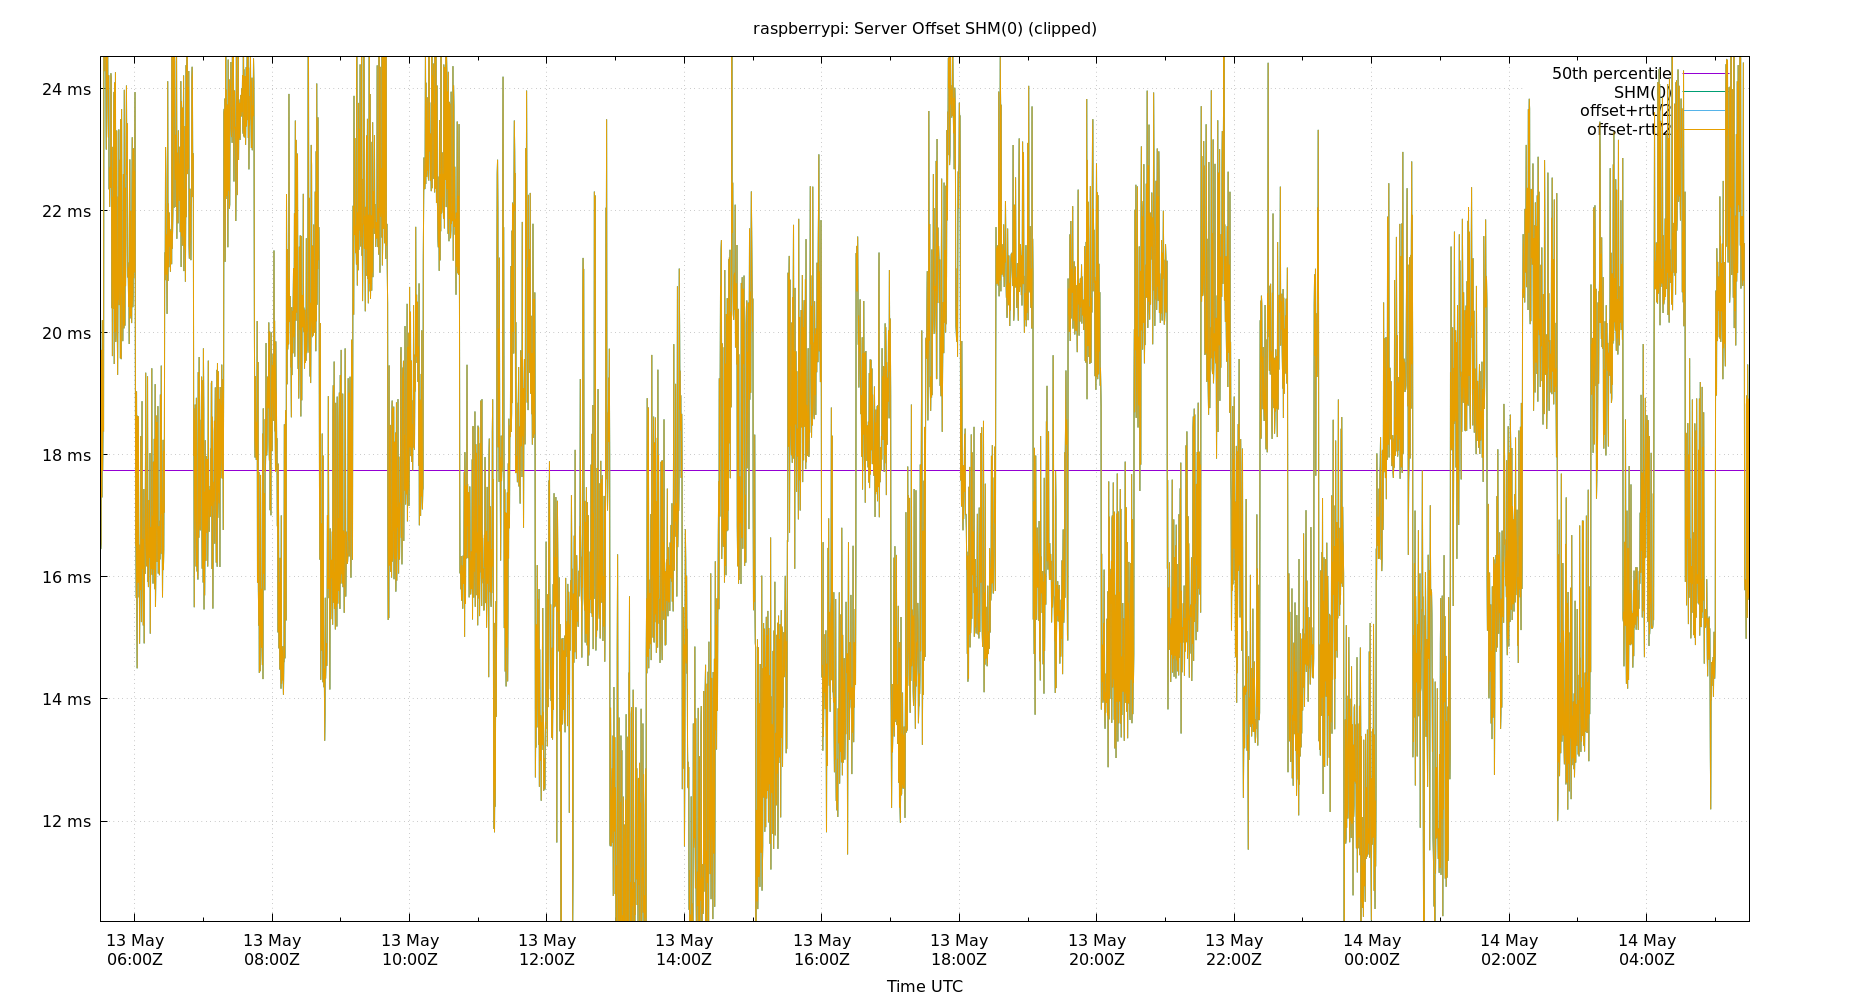 raspberrypi: Server Offset SHM(0) (clipped)
50th percentile
SHM(0)
offset+rtt/2
offset-rtt/2
24 ms
22 ms
20 ms
18 ms
16 ms
14 ms
12 ms
13 May 13 May 13 May 13 May 13 May 13 May 13 May 13 May 13 May 14 May 14 May 14 May
06:00Z 08:00Z 10:00Z 12:00Z 14:00Z 16:00Z 18:00Z 20:00Z 22:00Z 00:00Z 02:00Z 04:00Z
Time UTC